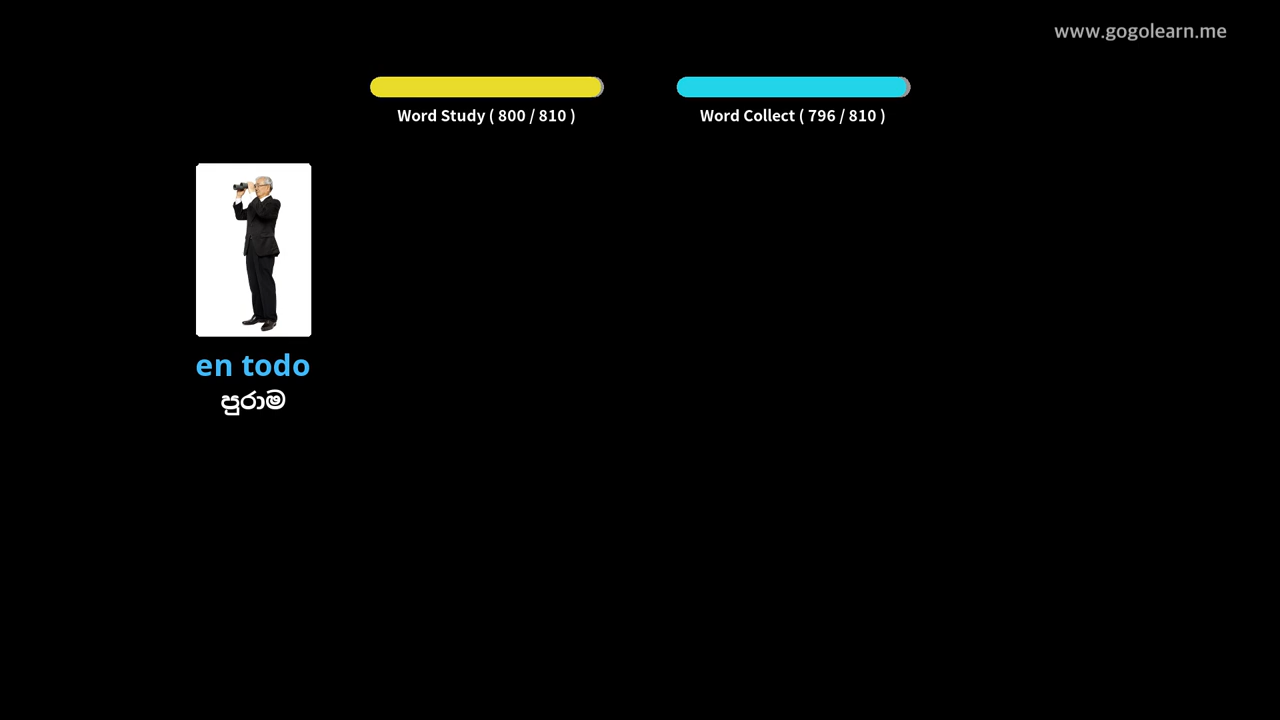 www.gogolearn.me
Word Study ( 800 / 810 )
Word Collect ( 796 / 810 )
en todo
පුරාම